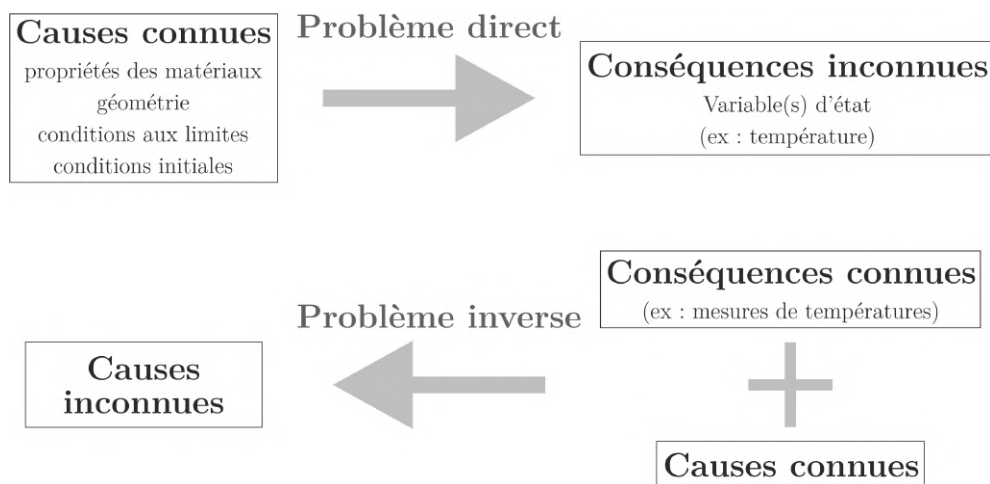 Causes connues
propriétés des matériaux
géométrie
conditions aux limites
conditions initiales
Problème direct
Conséquences inconnues
Variable(s) d'état
(ex : température)
Conséquences connues
(ex : mesures de températures)
Problème inverse
Causes
inconnues
Causes connues